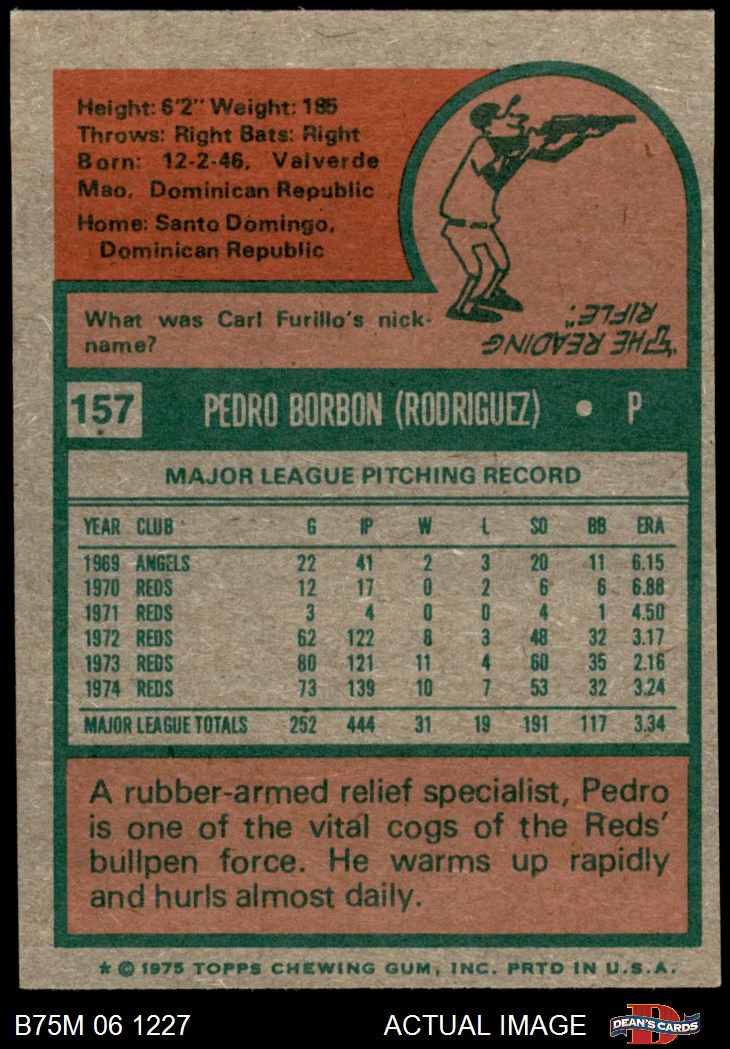 Height: 6'2" Weight: 185
Throws: Right Bats: Right
Born: 12-2-46, Valverde
Mao, Dominican Republic
Home: Santo Domingo,
Dominican Republic
What was Carl Furillo's nick-
name?
"THE READING
RIFLE."
157 PEDRO BORBON (RODRIGUEZ) • P
MAJOR LEAGUE PITCHING RECORD
YEAR CLUB G IP W L SO BB ERA
1969 ANGELS 22 41 2 3 20 11 6.15
1970 REDS 12 17 0 2 6 6 6.88
1971 REDS 3 4 0 0 4 1 4.50
1972 REDS 62 122 8 3 48 32 3.17
1973 REDS 80 121 11 4 60 35 2.16
1974 REDS 73 139 10 7 53 32 3.24
MAJOR LEAGUE TOTALS 252 444 31 19 191 117 3.34
A rubber-armed relief specialist, Pedro
is one of the vital cogs of the Reds'
bullpen force. He warms up rapidly
and hurls almost daily.
* © 1975 TOPPS CHEWING GUM, INC. PRTD IN U.S.A.
B75M 06 1227 ACTUAL IMAGE DEAN'S CARDS